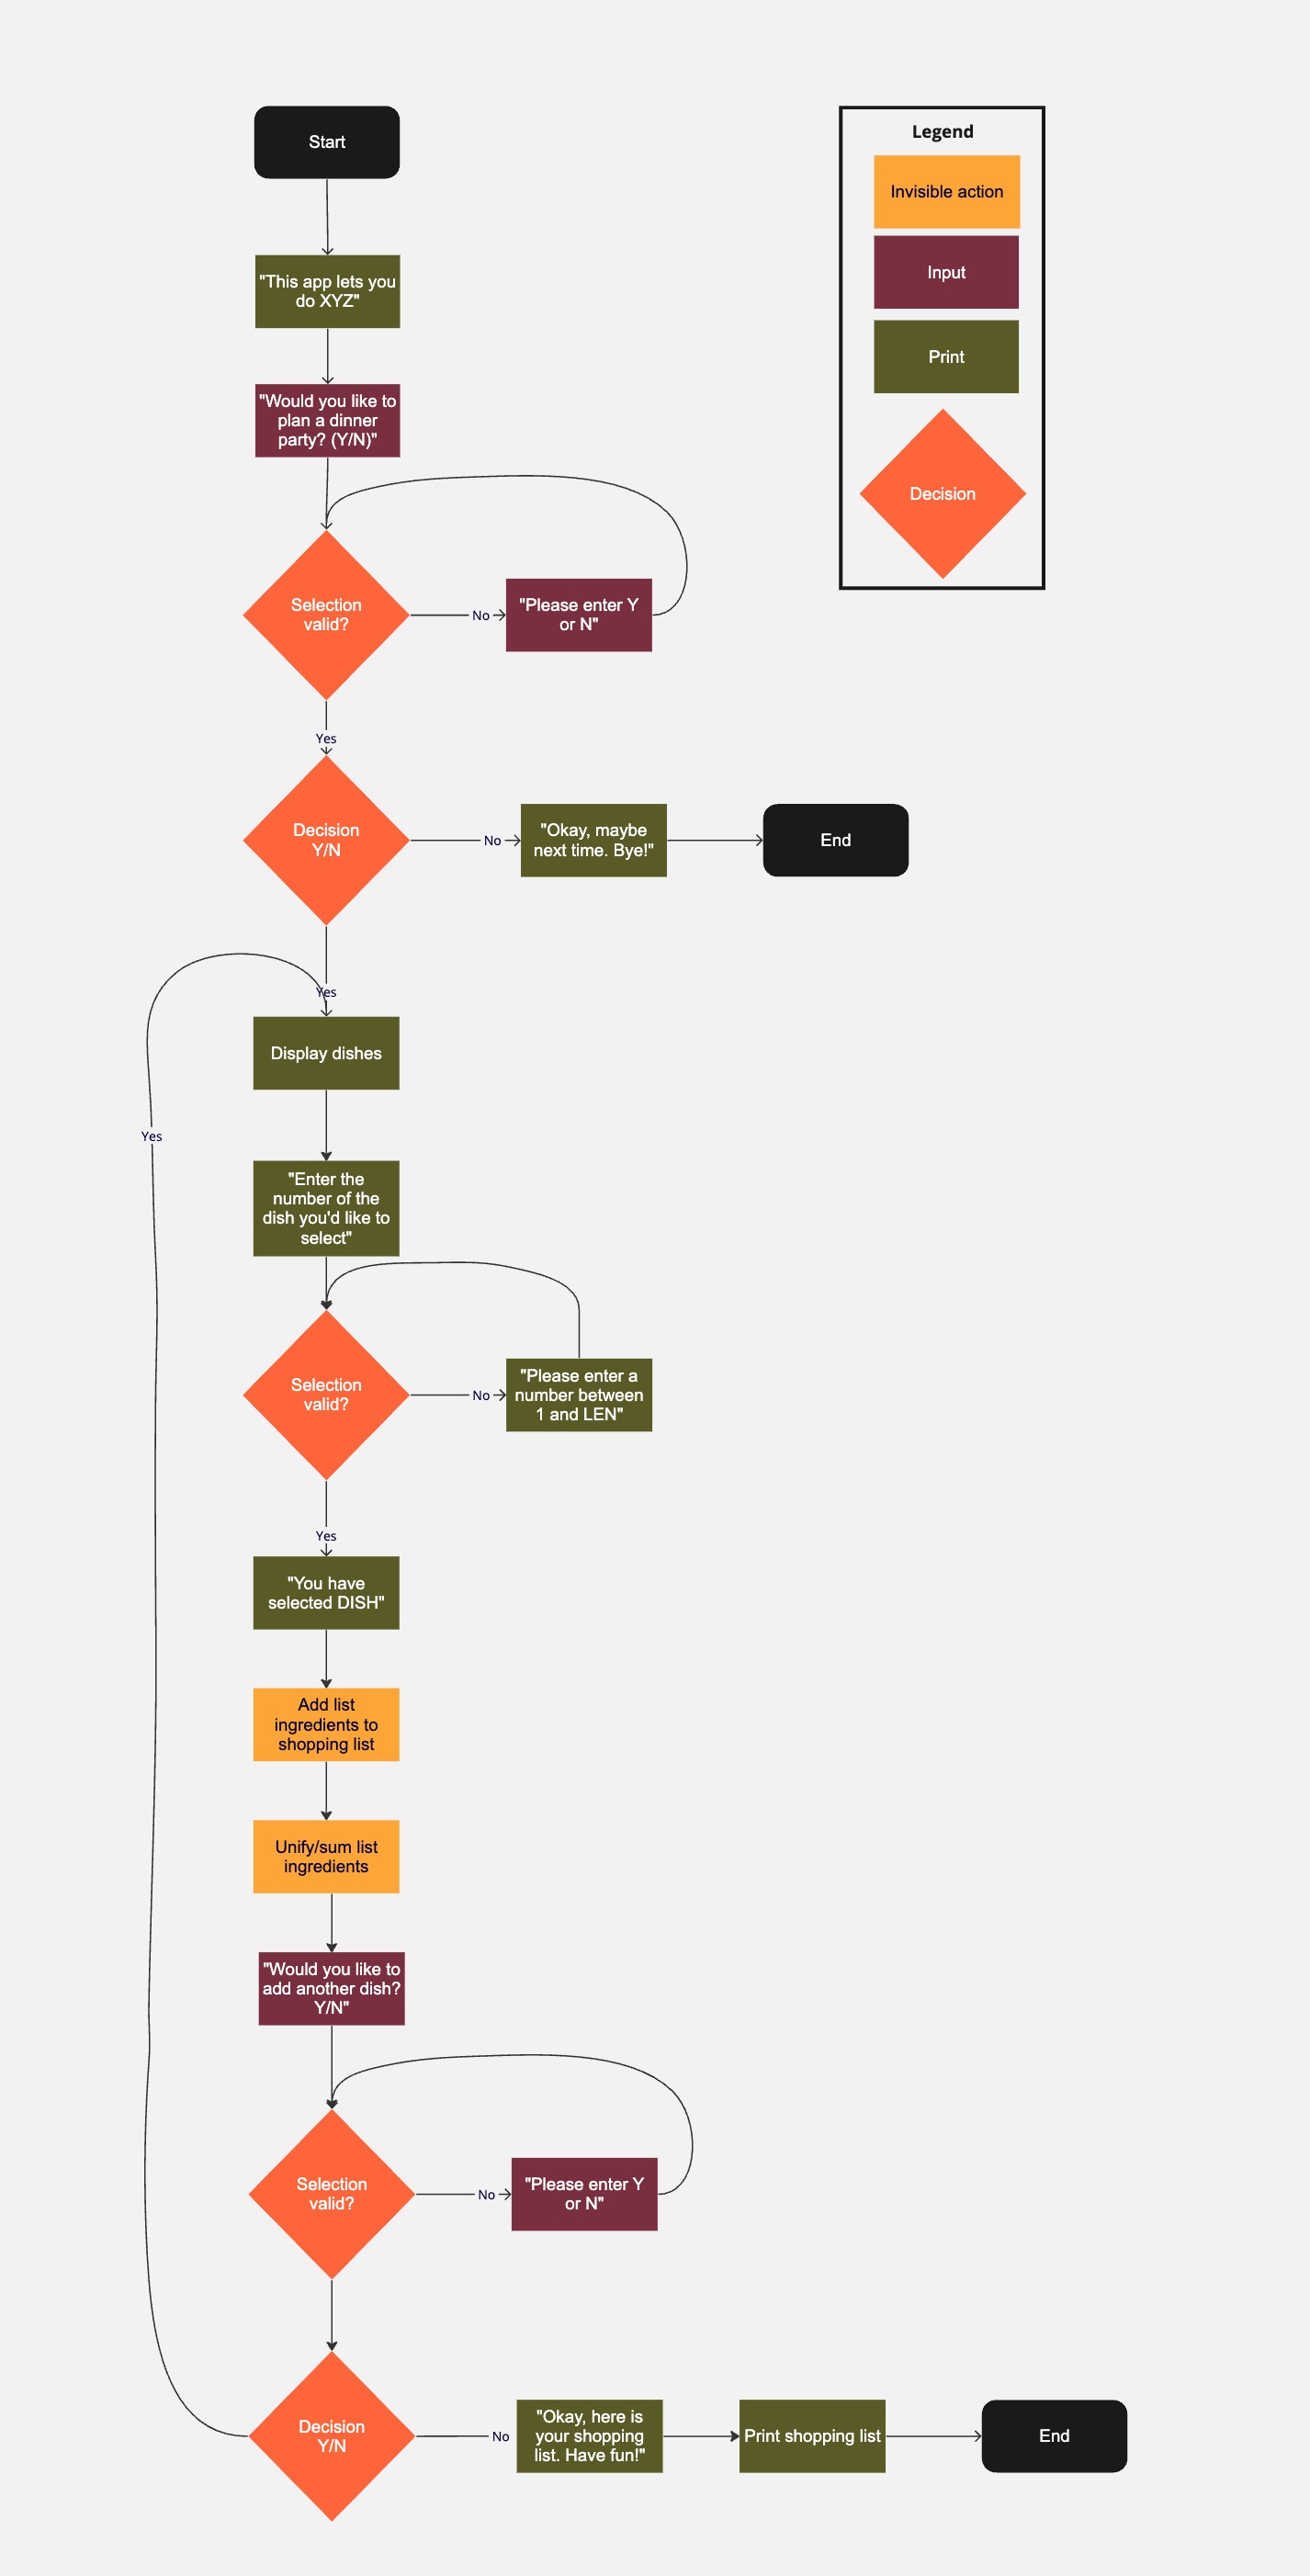 Start
Legend
Invisible action
Input
Print
Decision
"This app lets you
do XYZ"
"Would you like to
plan a dinner
party? (Y/N)"
Selection
valid?
No
"Please enter Y
or N"
Yes
Decision
Y/N
No
"Okay, maybe
next time. Bye!"
End
Yes
Display dishes
Yes
"Enter the
number of the
dish you'd like to
select"
Selection
valid?
No
"Please enter a
number between
1 and LEN"
Yes
"You have
selected DISH"
Add list
ingredients to
shopping list
Unify/sum list
ingredients
"Would you like to
add another dish?
Y/N"
Selection
valid?
No
"Please enter Y
or N"
Decision
Y/N
No
"Okay, here is
your shopping
list. Have fun!"
Print shopping list
End